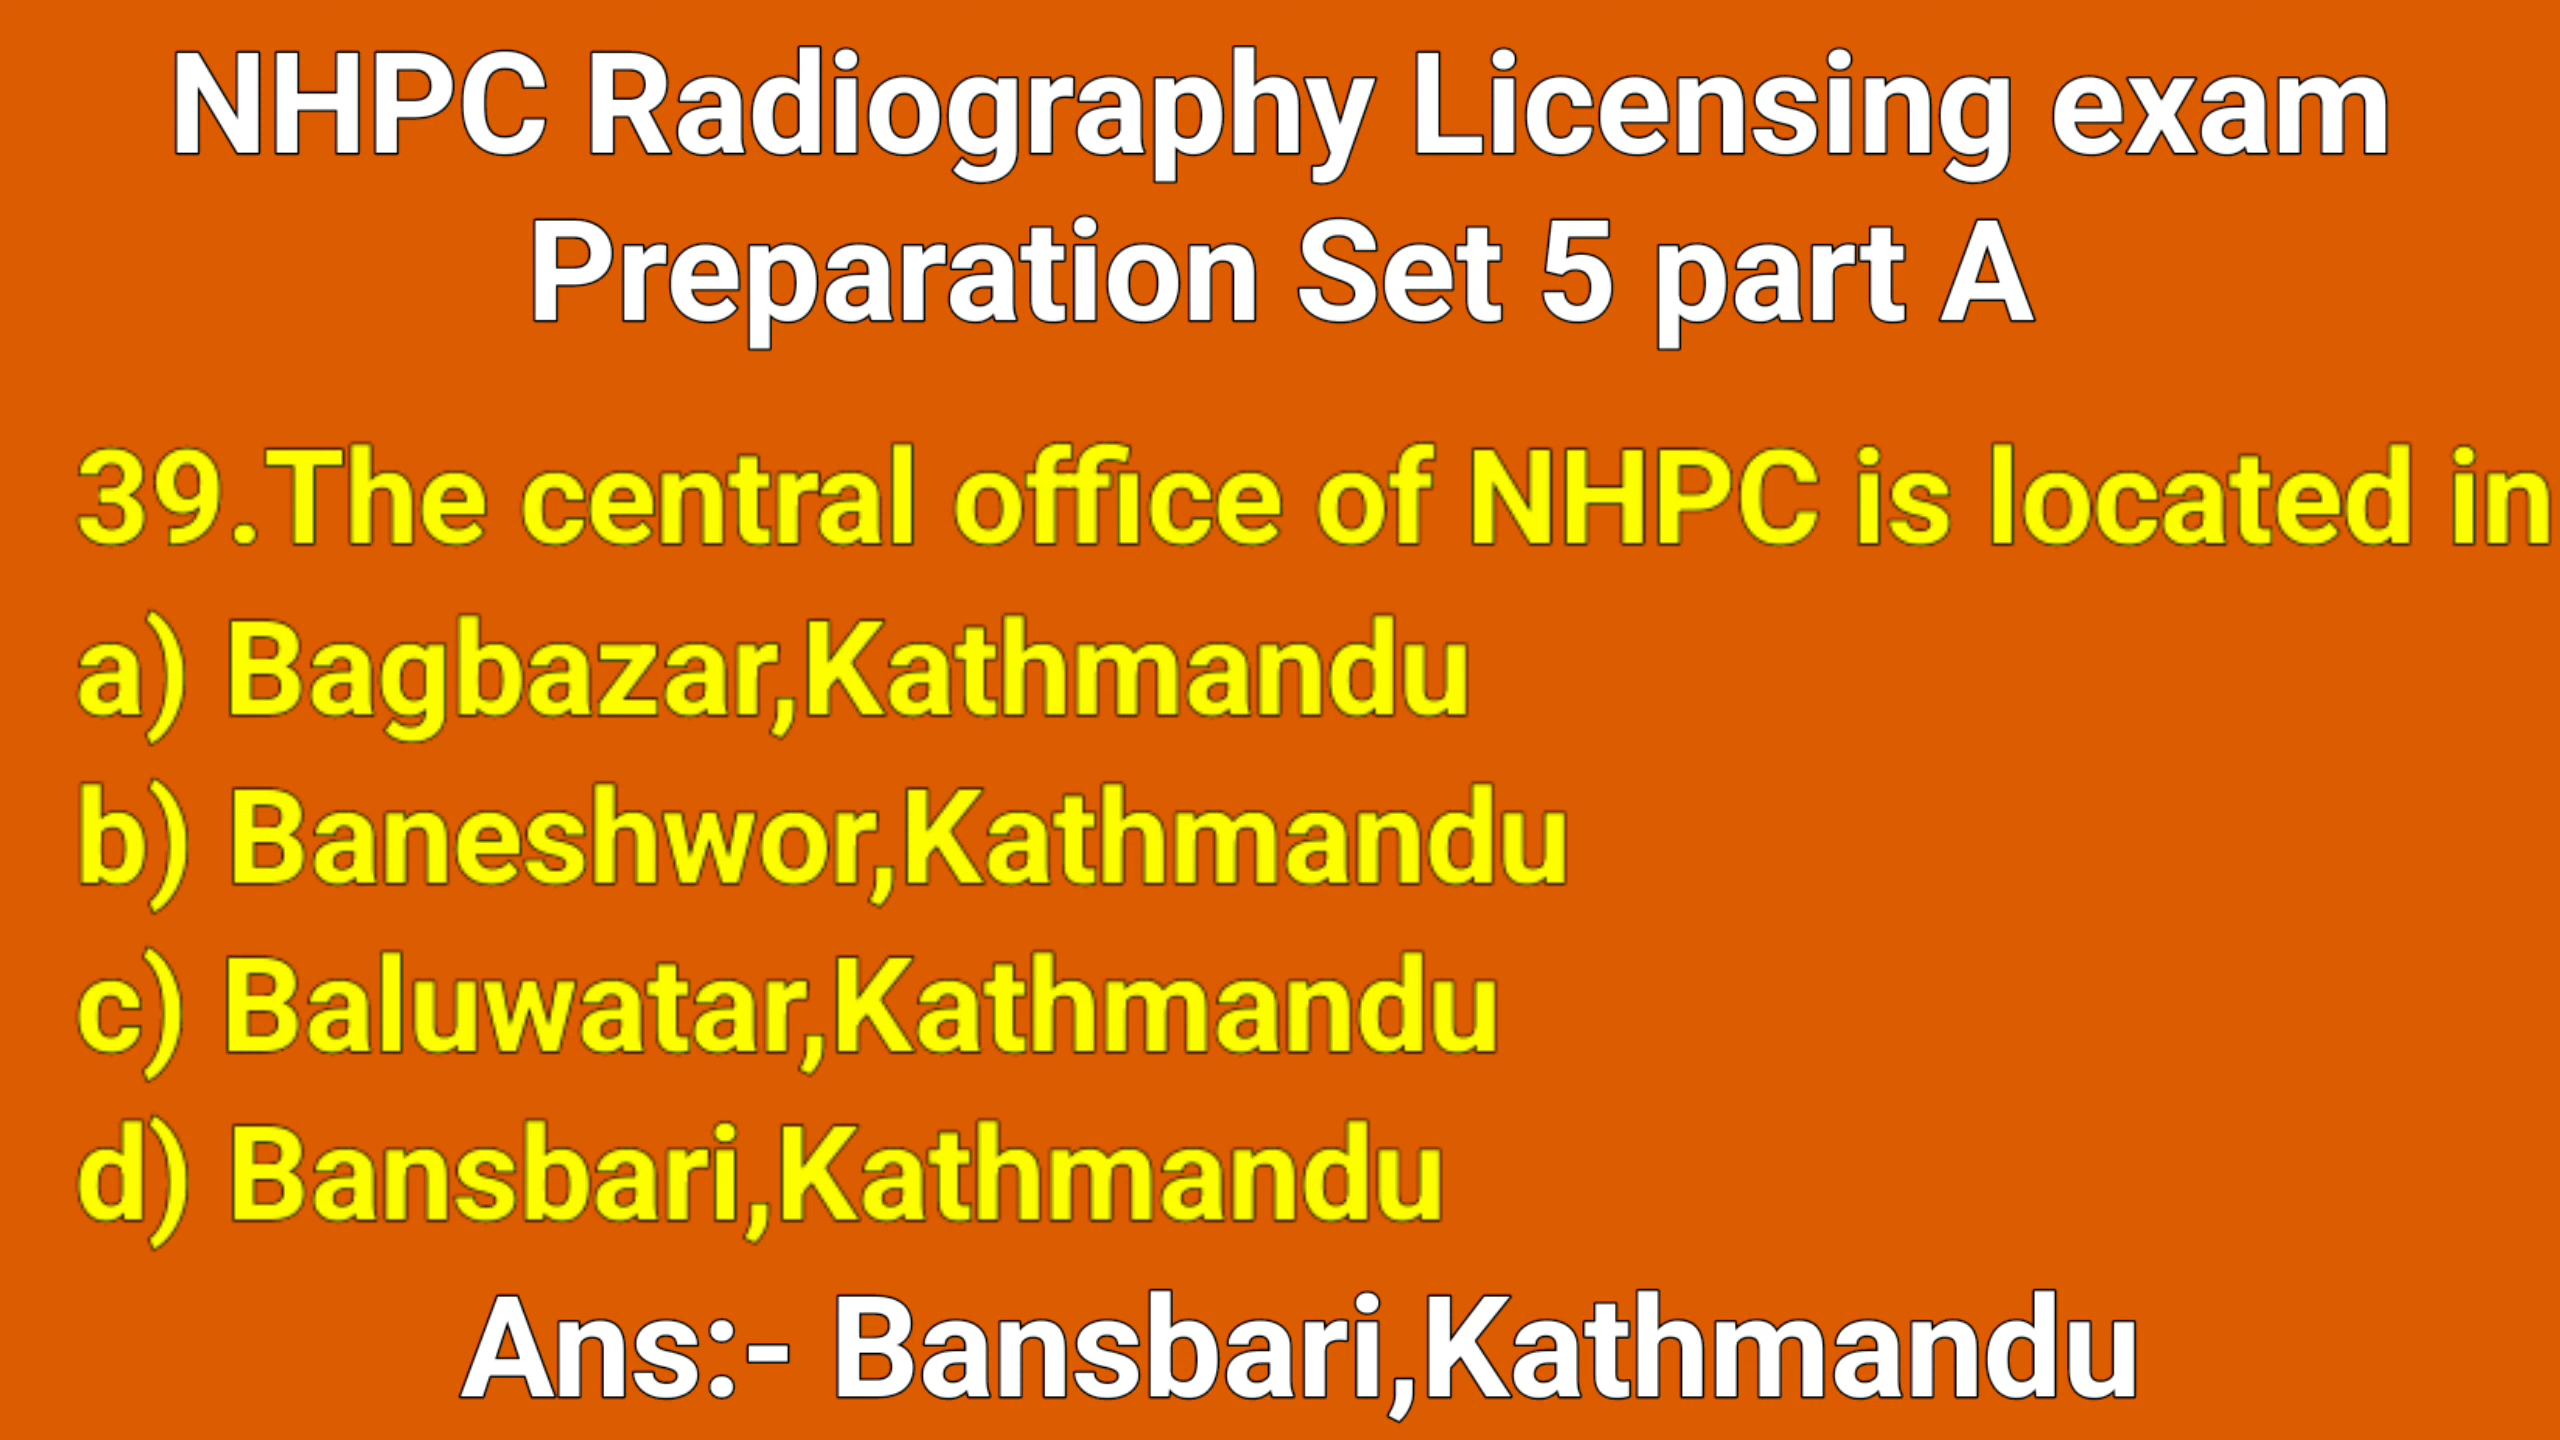 NHPC Radiography Licensing exam
Preparation Set 5 part A
39.The central office of NHPC is located in
a) Bagbazar,Kathmandu
b) Baneshwor,Kathmandu
c) Baluwatar,Kathmandu
d) Bansbari,Kathmandu
Ans:- Bansbari,Kathmandu